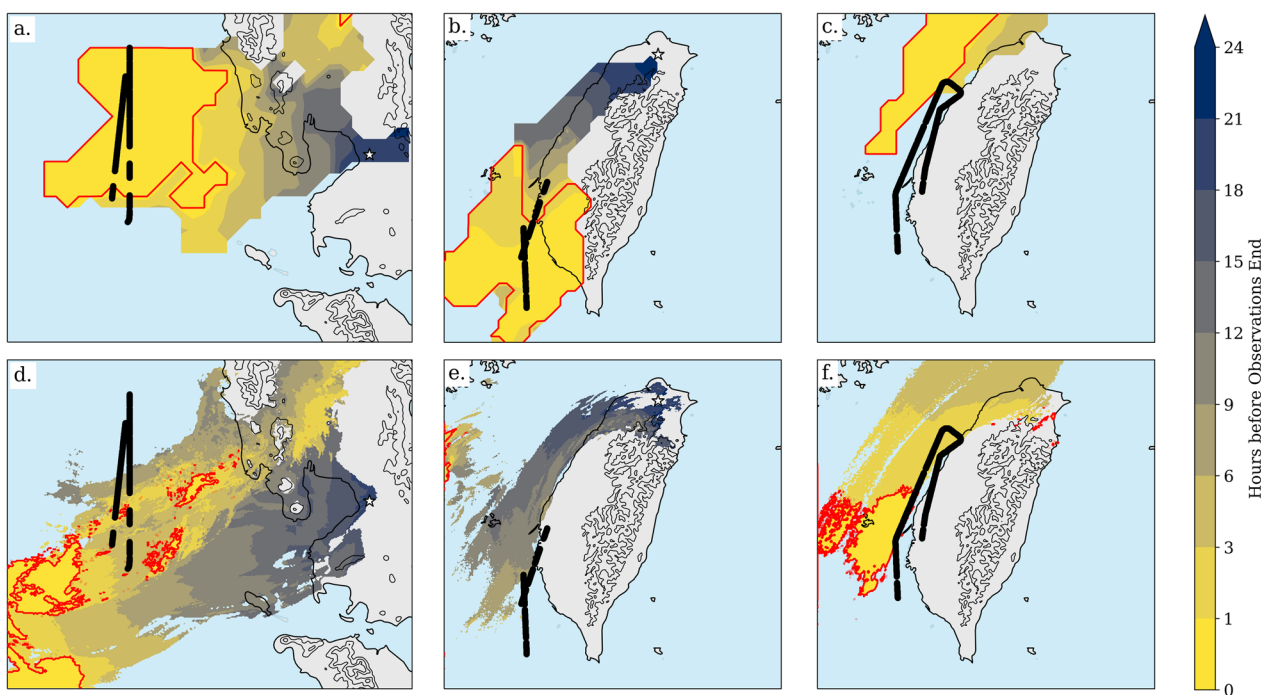 a.
b.
c.
d.
e.
f.
24
21
18
15
12
9
6
3
1
0
Hours before Observations End